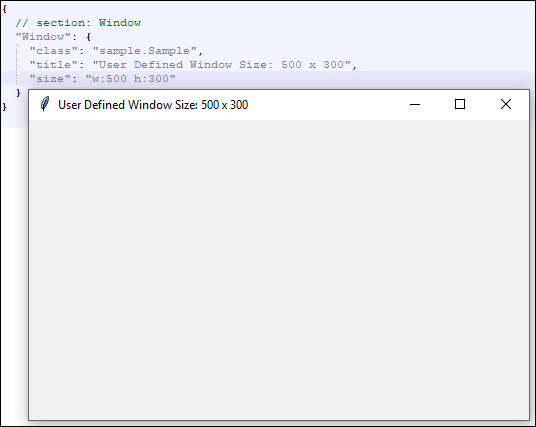 {
// section: Window
"Window": {
"class": "sample.Sample",
"title": "User Defined Window Size: 500 x 300",
"size": "w:500 h:300"
}
}
User Defined Window Size: 500 x 300